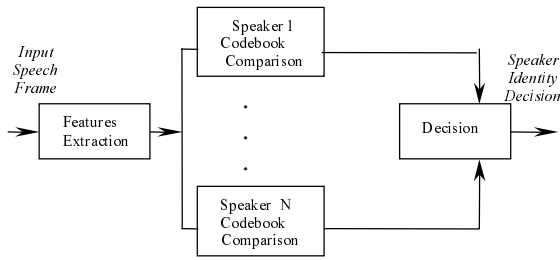 Input
Speech
Frame
Features
Extraction
Speaker 1
Codebook
Comparison
.
.
.
Speaker N
Codebook
Comparison
Decision
Speaker
Identity
Decision